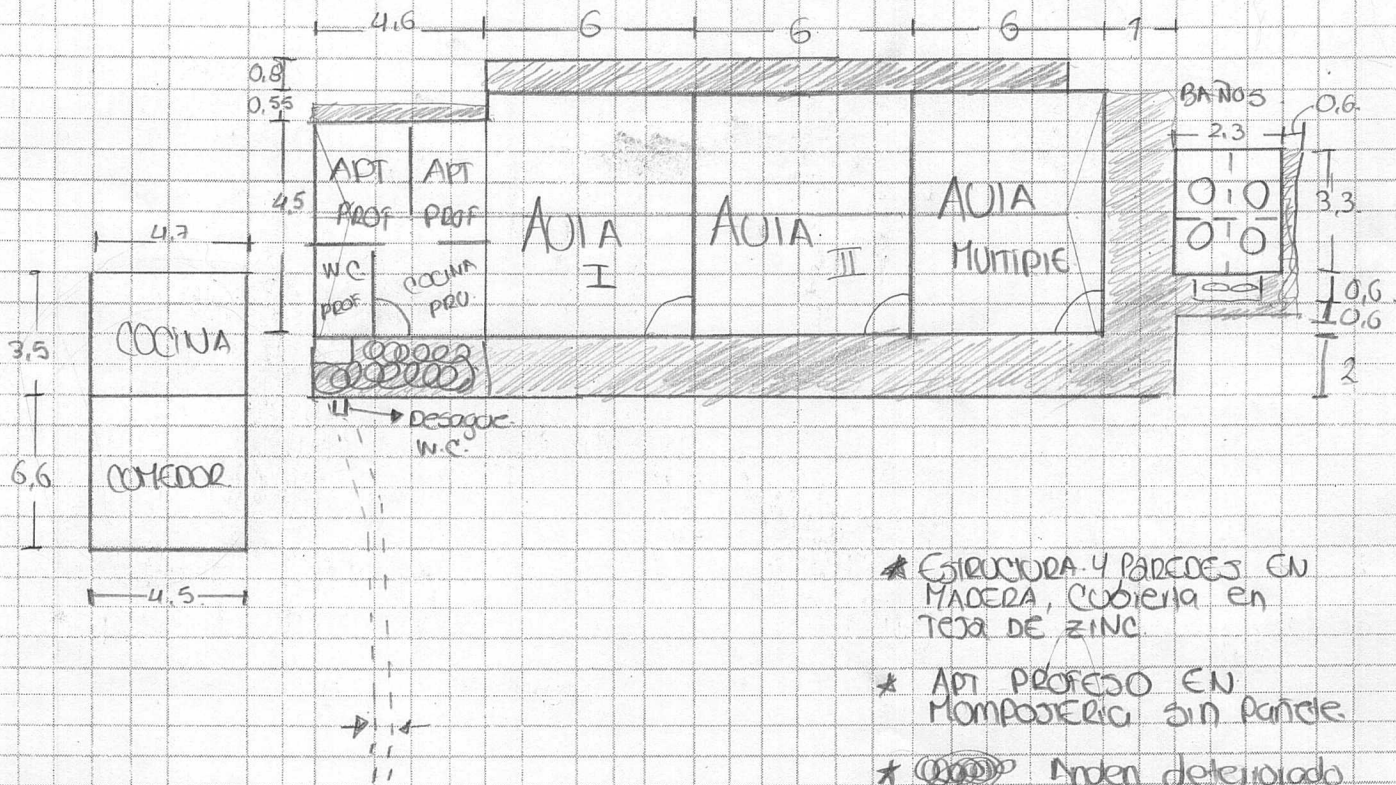 4.6 6 6 6 1
0.8
0.55
BAÑOS
0.6
2.3
APT PROF
APT PROF
4.5
AUlA I
AUlA II
AUlA MUlTIPlE
3,3
4.7
W.C. PROF
COCINA PRO.
0,6
0,6
COCINA
3,5
2
Desague
W.C.
6,6
COMEDOR
4.5
* ESTRUCTURA Y PAREDES EN
MADERA, Cubierta en
Teja DE ZINC
* APT PROFESO EN
MOMPOSTERIA sin pañete.
* Anden deteriorado